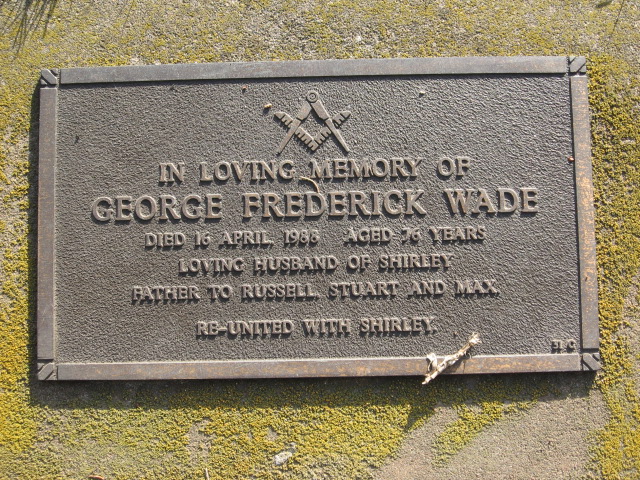 IN LOVING MEMORY OF
GEORGE FREDERICK WADE
DIED 16 APRIL, 1988 AGED 76 YEARS
LOVING HUSBAND OF SHIRLEY
FATHER TO RUSSELL, STUART AND MAX.
RE-UNITED WITH SHIRLEY.